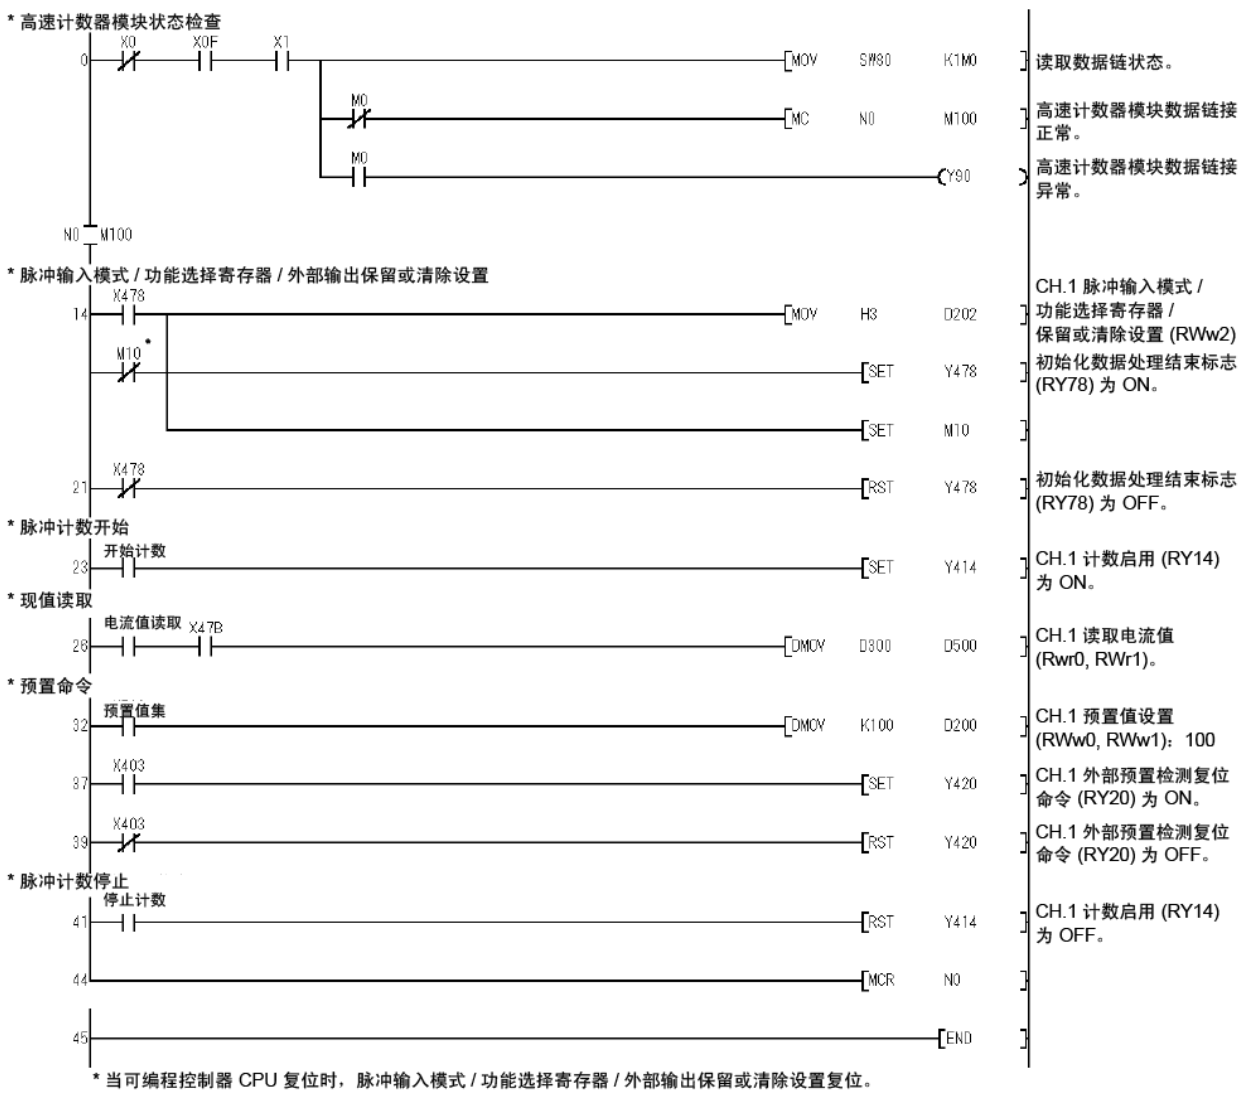 * 高速计数器模块状态检查
X0 X0F X1
0 MOV SW80 K1M0 读取数据链状态。
M0
MC N0 M100 高速计数器模块数据链接
正常。
M0
Y90 高速计数器模块数据链接
异常。
N0 M100
* 脉冲输入模式 / 功能选择寄存器 / 外部输出保留或清除设置
X478
14 MOV H3 D202 CH.1 脉冲输入模式 /
功能选择寄存器 /
保留或清除设置 (RWw2)
M10 *
SET Y478 初始化数据处理结束标志
(RY78) 为 ON。
SET M10
X478
21 RST Y478 初始化数据处理结束标志
(RY78) 为 OFF。
* 脉冲计数开始
开始计数
23 SET Y414 CH.1 计数启用 (RY14)
为 ON。
* 现值读取
电流值读取 X47B
26 DMOV D300 D500 CH.1 读取电流值
(Rwr0, RWr1)。
* 预置命令
预置值集
32 DMOV K100 D200 CH.1 预置值设置
(RWw0, RWw1)：100
X403
37 SET Y420 CH.1 外部预置检测复位
命令 (RY20) 为 ON。
X403
39 RST Y420 CH.1 外部预置检测复位
命令 (RY20) 为 OFF。
* 脉冲计数停止
停止计数
41 RST Y414 CH.1 计数启用 (RY14)
为 OFF。
44 MCR N0
45 END
* 当可编程控制器 CPU 复位时，脉冲输入模式 / 功能选择寄存器 / 外部输出保留或清除设置复位。